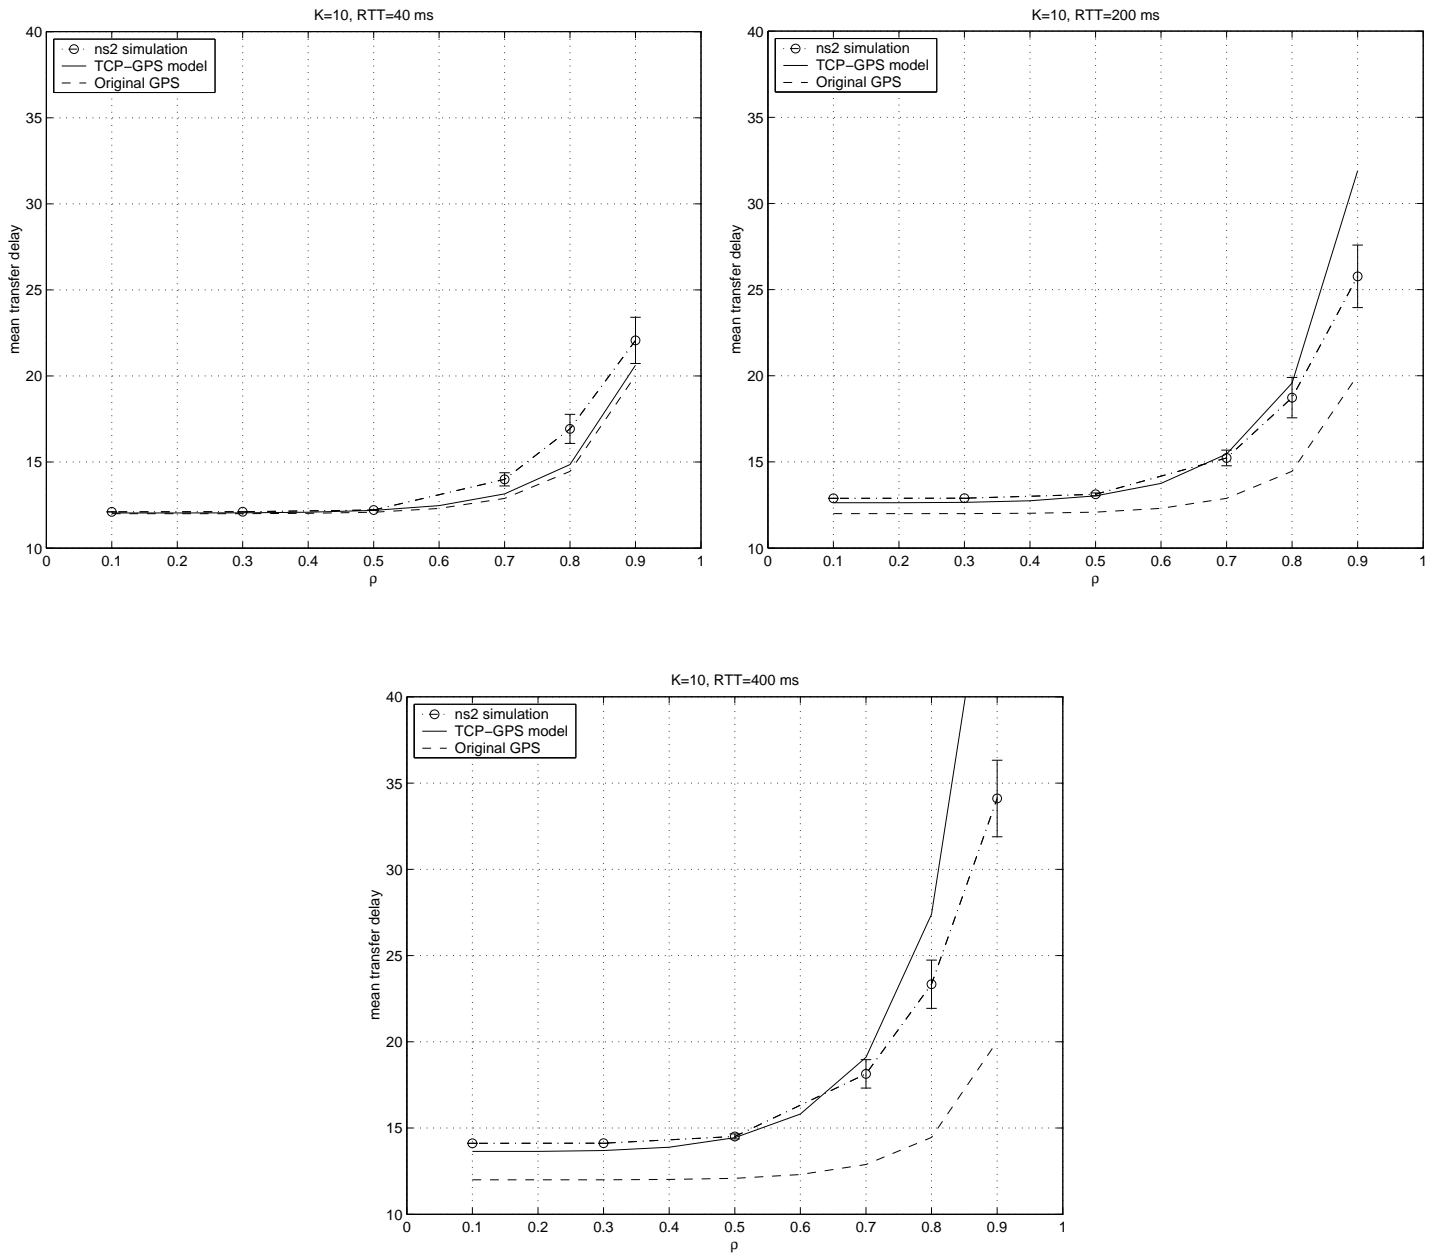 K=10, RTT=40 ms
40
35
30
25
20
15
10
mean transfer delay
ns2 simulation
TCP−GPS model
Original GPS
0 0.1 0.2 0.3 0.4 0.5 0.6 0.7 0.8 0.9 1
ρ
K=10, RTT=200 ms
40
35
30
25
20
15
10
mean transfer delay
ns2 simulation
TCP−GPS model
Original GPS
0 0.1 0.2 0.3 0.4 0.5 0.6 0.7 0.8 0.9 1
ρ
K=10, RTT=400 ms
40
35
30
25
20
15
10
mean transfer delay
ns2 simulation
TCP−GPS model
Original GPS
0 0.1 0.2 0.3 0.4 0.5 0.6 0.7 0.8 0.9 1
ρ